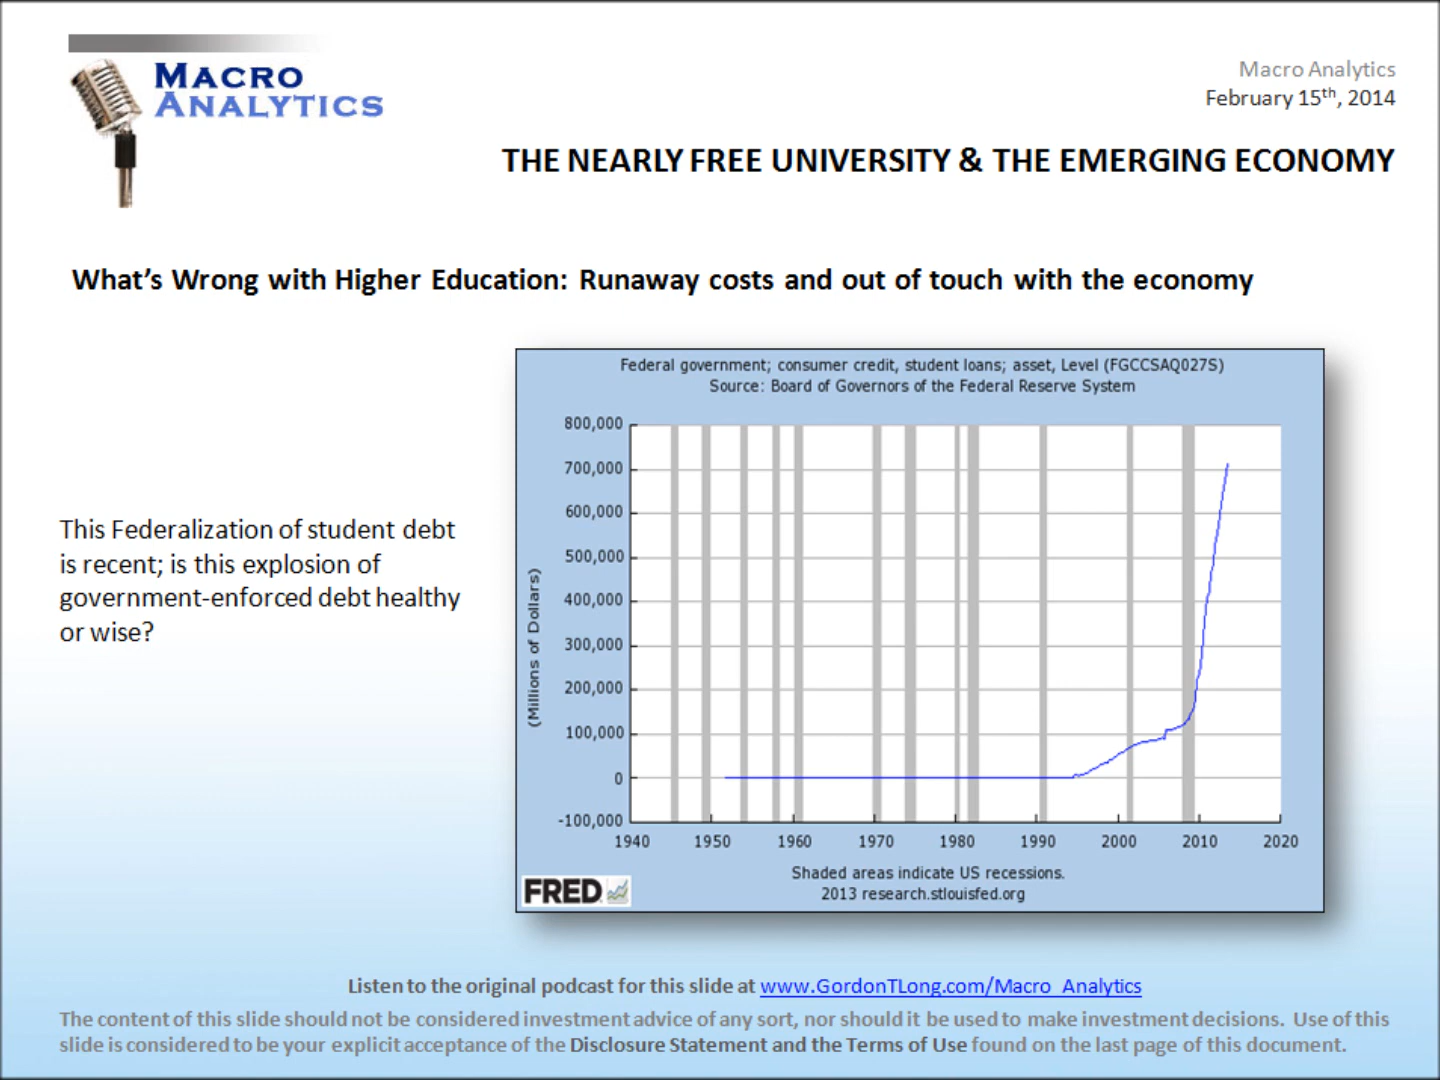 MACRO
ANALYTICS
Macro Analytics
February 15th, 2014
THE NEARLY FREE UNIVERSITY & THE EMERGING ECONOMY
What's Wrong with Higher Education: Runaway costs and out of touch with the economy
This Federalization of student debt
is recent; is this explosion of
government-enforced debt healthy
or wise?
Federal government; consumer credit, student loans; asset, Level (FGCCSAQ027S)
Source: Board of Governors of the Federal Reserve System
(Millions of Dollars)
800,000
700,000
600,000
500,000
400,000
300,000
200,000
100,000
0
-100,000
1940 1950 1960 1970 1980 1990 2000 2010 2020
Shaded areas indicate US recessions.
2013 research.stlouisfed.org
FRED
Listen to the original podcast for this slide at www.GordonTLong.com/Macro_Analytics
The content of this slide should not be considered investment advice of any sort, nor should it be used to make investment decisions. Use of this
slide is considered to be your explicit acceptance of the Disclosure Statement and the Terms of Use found on the last page of this document.